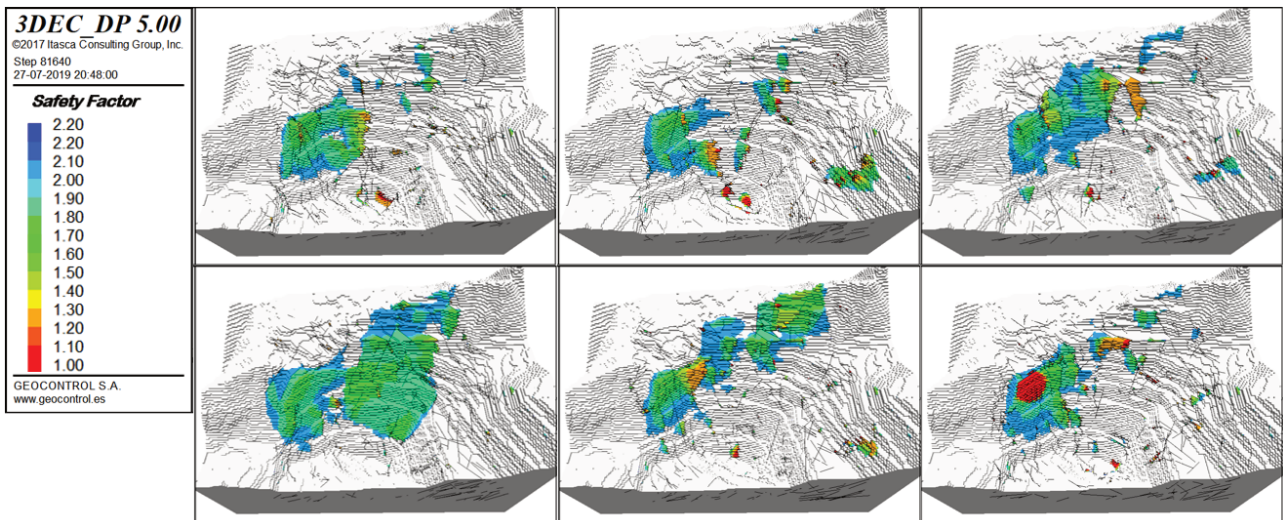 3DEC_DP 5.00
©2017 Itasca Consulting Group, Inc.
Step 81640
27-07-2019 20:48:00
Safety Factor
2.20
2.20
2.10
2.00
1.90
1.80
1.70
1.60
1.50
1.40
1.30
1.20
1.10
1.00
GEOCONTROL S.A.
www.geocontrol.es